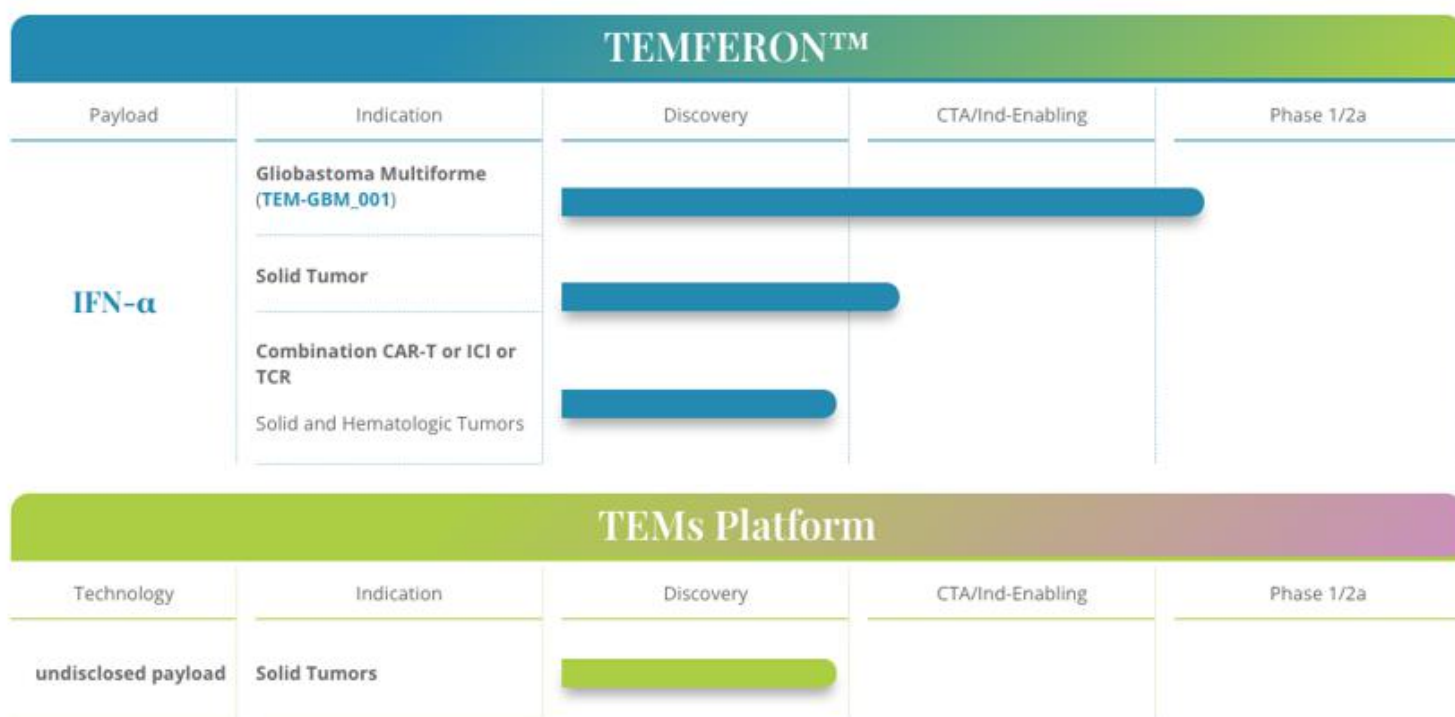 TEMFERON™
Payload Indication Discovery CTA/Ind-Enabling Phase 1/2a
Gliobastoma Multiforme
(TEM-GBM_001)
IFN-α
Solid Tumor
Combination CAR-T or ICI or
TCR
Solid and Hematologic Tumors
TEMs Platform
Technology Indication Discovery CTA/Ind-Enabling Phase 1/2a
undisclosed payload Solid Tumors